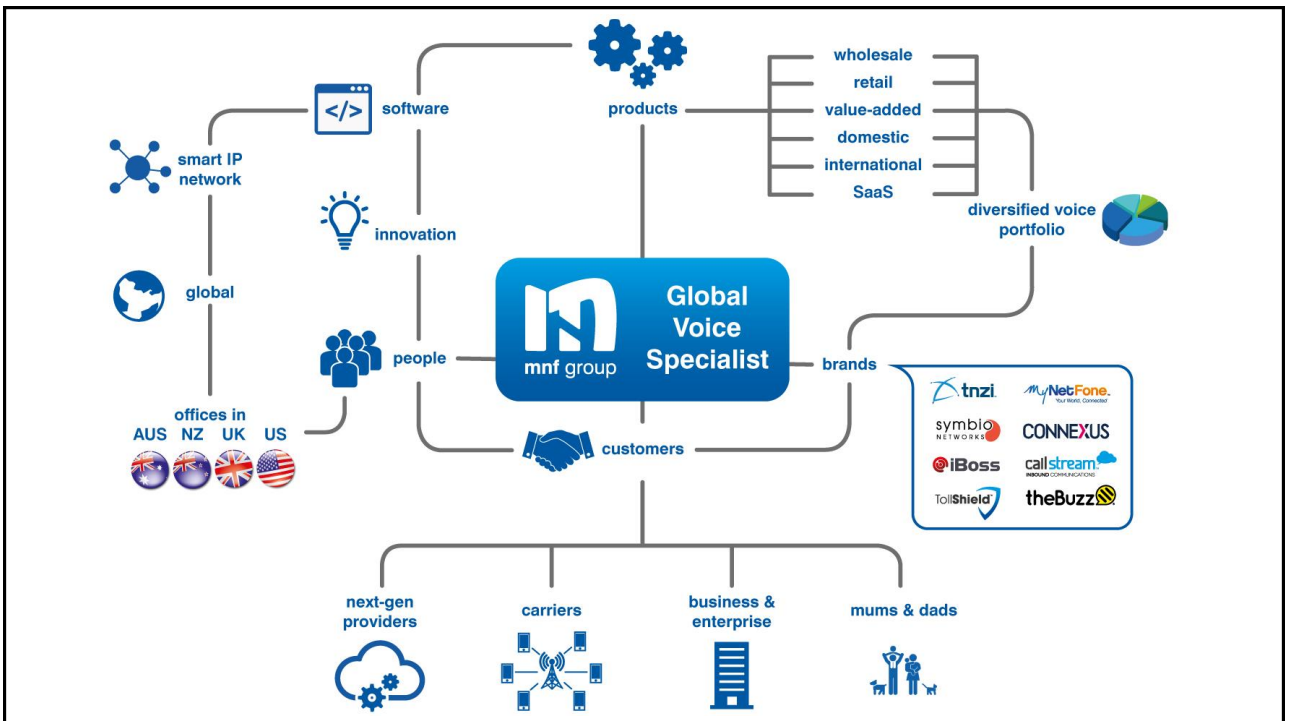 products
wholesale
retail
value-added
domestic
international
SaaS
</> software
smart IP
network
innovation
global
people
offices in
AUS NZ UK US
diversified voice
portfolio
mnf group
Global
Voice
Specialist
brands
tnzi
MyNetFone.
Your World, Connected
symbio
NETWORKS
CONNEXUS
iBoss
callstream
INBOUND COMMUNICATIONS
TollShield
theBuzz
customers
next-gen
providers
carriers
business &
enterprise
mums & dads